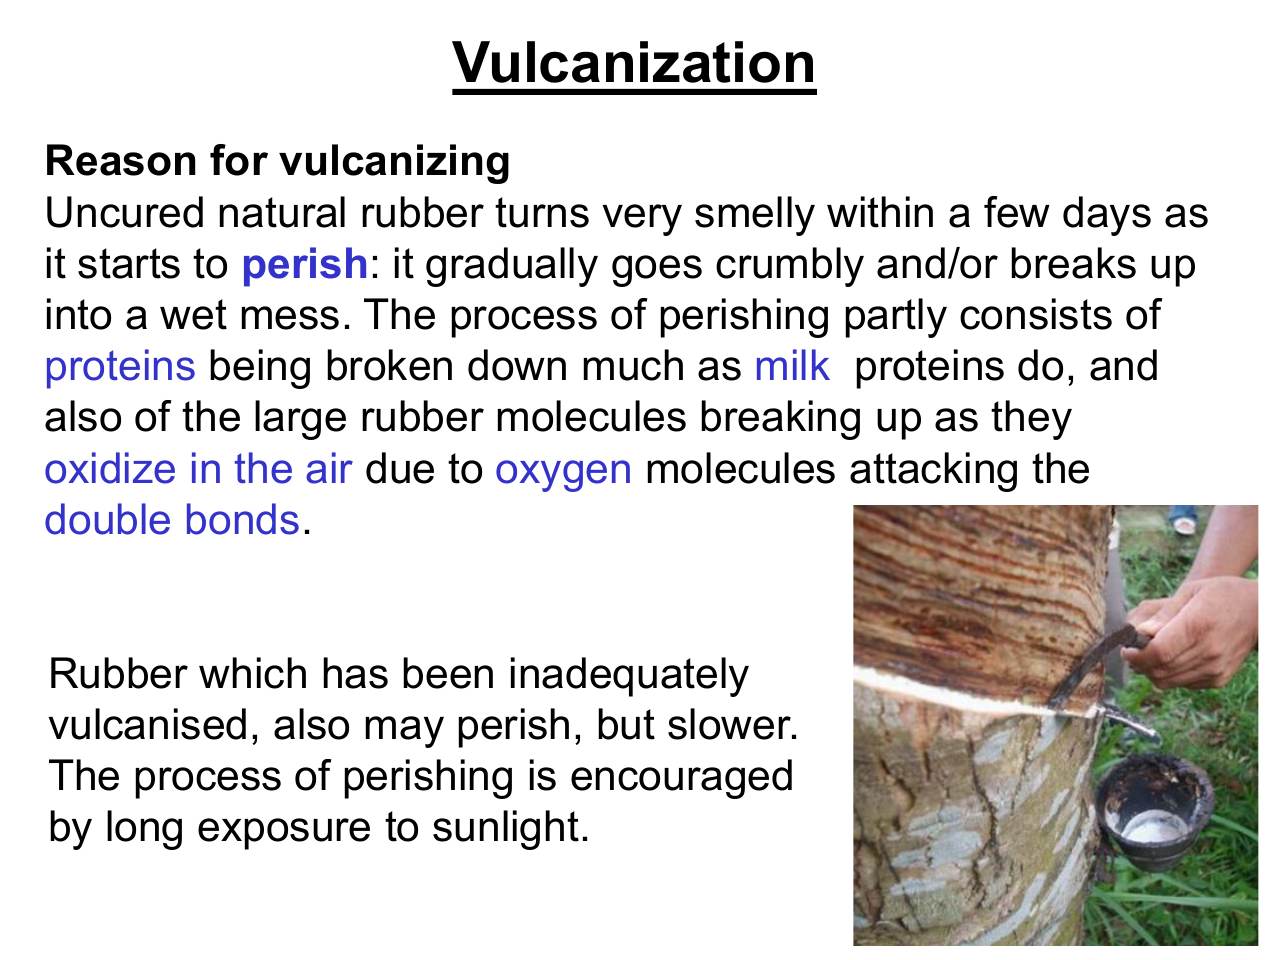 Vulcanization
Reason for vulcanizing
Uncured natural rubber turns very smelly within a few days as
it starts to perish: it gradually goes crumbly and/or breaks up
into a wet mess. The process of perishing partly consists of
proteins being broken down much as milk  proteins do, and
also of the large rubber molecules breaking up as they
oxidize in the air due to oxygen molecules attacking the
double bonds.
Rubber which has been inadequately
vulcanised, also may perish, but slower.
The process of perishing is encouraged
by long exposure to sunlight.